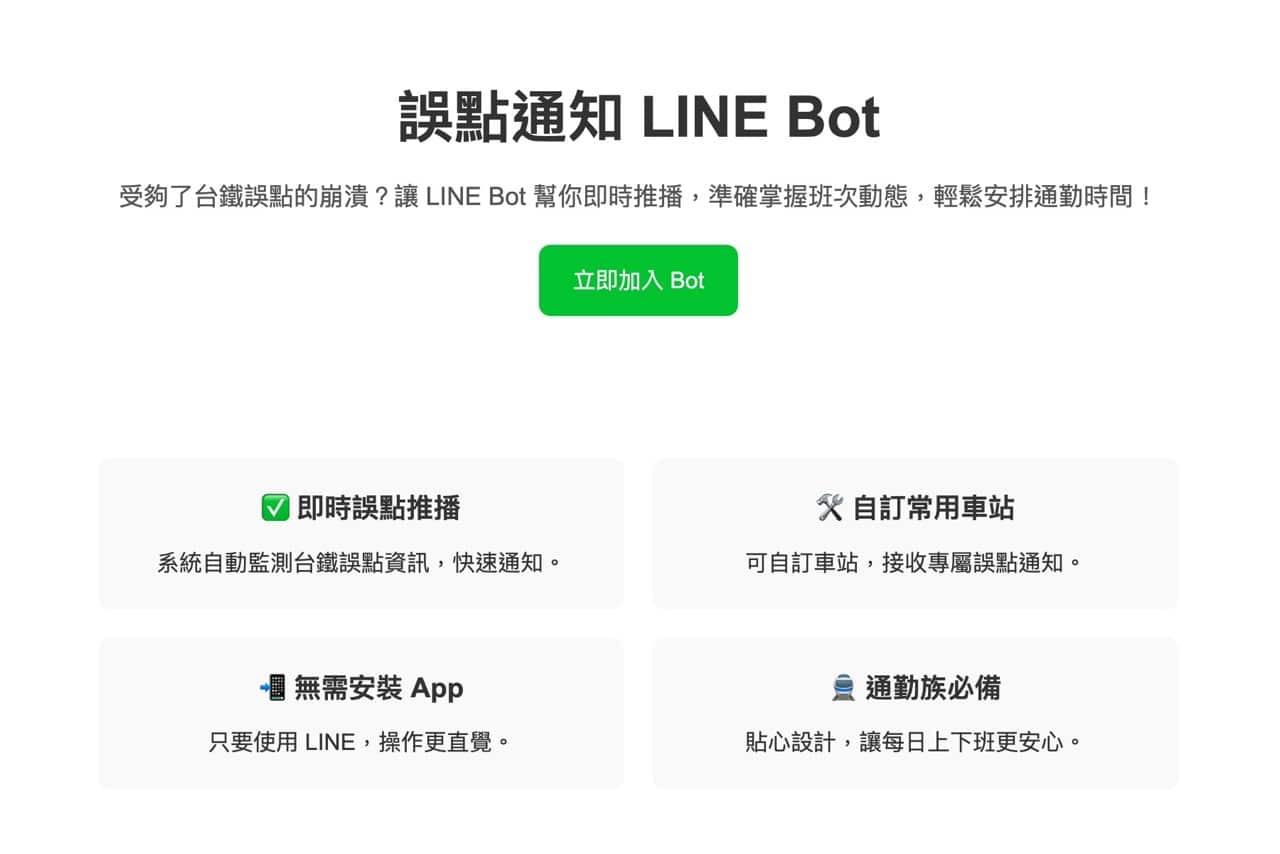 誤點通知 LINE Bot
受夠了台鐵誤點的崩潰？讓 LINE Bot 幫你即時推播，準確掌握班次動態，輕鬆安排通勤時間！
立即加入 Bot
✅ 即時誤點推播
系統自動監測台鐵誤點資訊，快速通知。
🛠️ 自訂常用車站
可自訂車站，接收專屬誤點通知。
📲 無需安裝 App
只要使用 LINE，操作更直覺。
🚆 通勤族必備
貼心設計，讓每日上下班更安心。